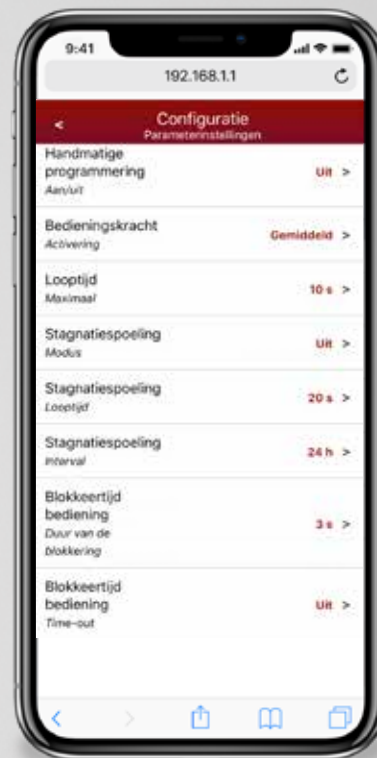 9:41
192.168.1.1
<
Configuratie
Parameterinstellingen
Handmatige
programmering
Aan/uit
Uit >
Bedieningskracht
Activering
Gemiddeld >
Looptijd
Maximaal
10 s >
Stagnatiespoeling
Modus
Uit >
Stagnatiespoeling
Looptijd
20 s >
Stagnatiespoeling
Interval
24 h >
Blokkeertijd
bediening
Duur van de
blokkering
3 s >
Blokkeertijd
bediening
Time-out
Uit >